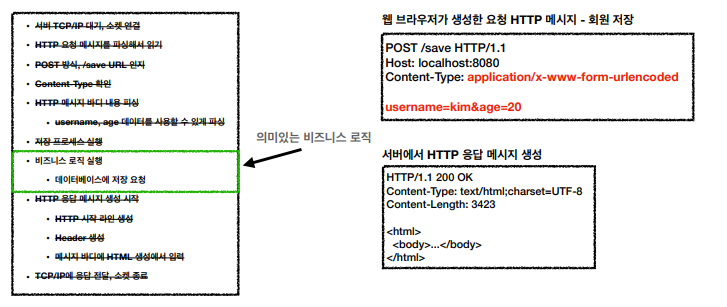 서버 TCP/IP 대기, 소켓 연결
HTTP 요청 메시지를 파싱해서 읽기
POST 방식, /save URL 인지
Content-Type 확인
HTTP 메시지 바디 내용 파싱
username, age 데이터를 사용할 수 있게 파싱
저장 프로세스 실행
비즈니스 로직 실행
데이터베이스에 저장 요청
HTTP 응답 메시지 생성 시작
HTTP 시작 라인 생성
Header 생성
메시지 바디에 HTML 생성에서 입력
TCP/IP에 응답 전달, 소켓 종료
의미있는 비즈니스 로직
웹 브라우저가 생성한 요청 HTTP 메시지 - 회원 저장
POST /save HTTP/1.1
Host: localhost:8080
Content-Type: application/x-www-form-urlencoded
username=kim&age=20
서버에서 HTTP 응답 메시지 생성
HTTP/1.1 200 OK
Content-Type: text/html;charset=UTF-8
Content-Length: 3423
<html>
<body>...</body>
</html>